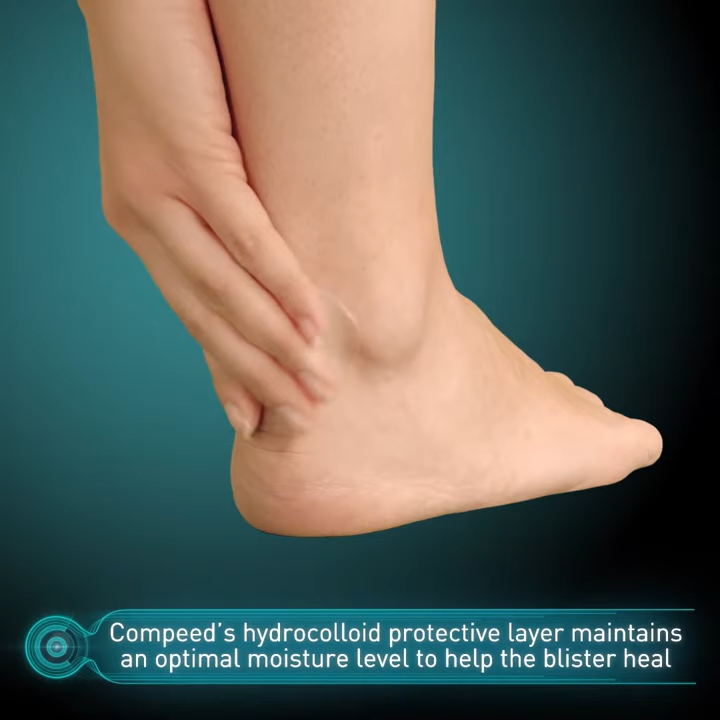 Compeed's hydrocolloid protective layer maintains
an optimal moisture level to help the blister heal